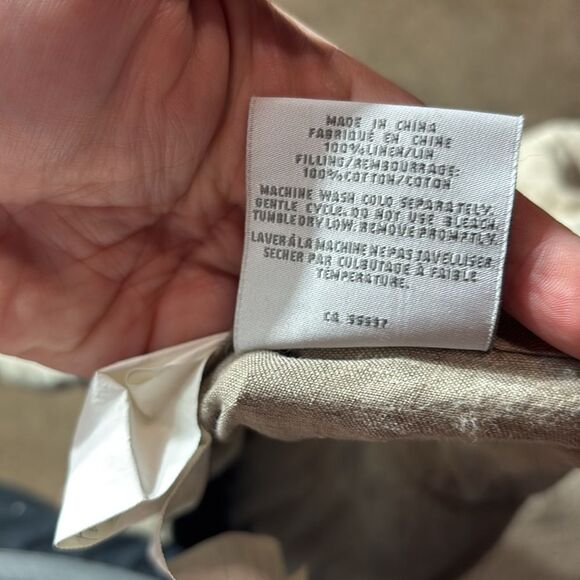 MADE IN CHINA
FABRIQUÉ EN CHINE
100%LINEN/LIN
FILLING/REMBOURRAGE:
100%COTTON/COTON
MACHINE WASH COLD SEPARATELY.
GENTLE CYCLE. DO NOT USE BLEACH.
TUMBLE DRY LOW. REMOVE PROMPTLY.
LAVER À LA MACHINE NE PAS JAVELLISER
SECHER PAR CULBUTAGE À FAIBLE
TEMPÉRATURE.
CA